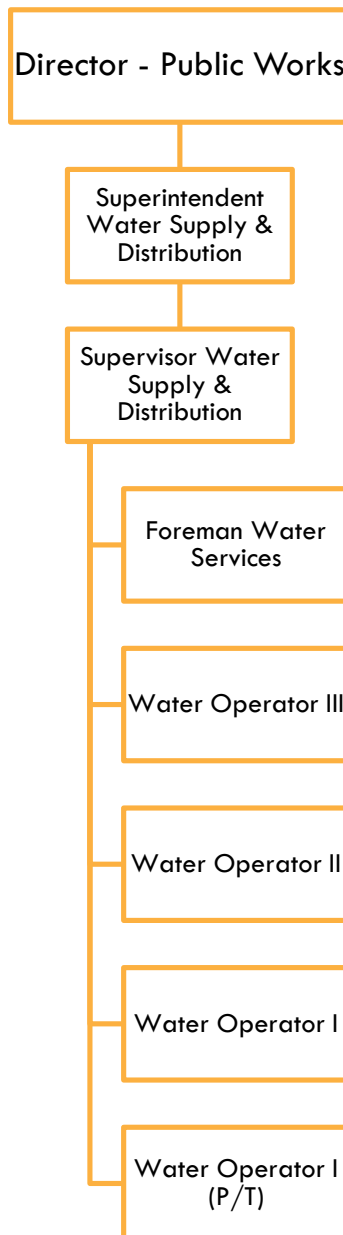 Director - Public Works
Superintendent
Water Supply &
Distribution
Supervisor Water
Supply &
Distribution
Foreman Water
Services
Water Operator III
Water Operator II
Water Operator I
Water Operator I
(P/T)